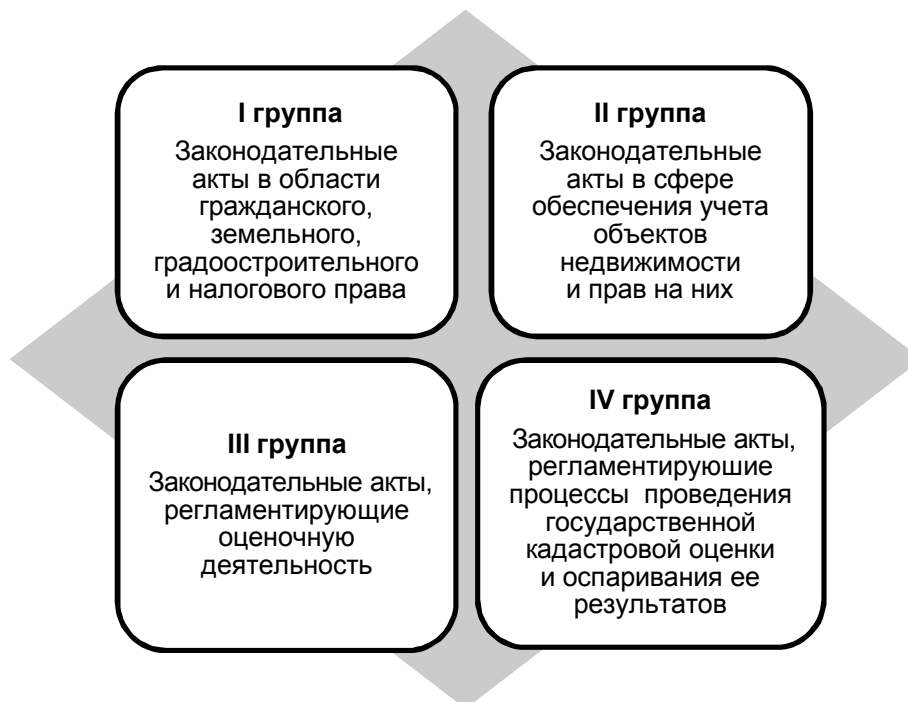 I группа
Законодательные
акты в области
гражданского,
земельного,
градоостроительного
и налогового права
II группа
Законодательные
акты в сфере
обеспечения учета
объектов
недвижимости
и прав на них
III группа
Законодательные акты,
регламентирующие
оценочную
деятельность
IV группа
Законодательные акты,
регламентируюшие
процессы проведения
государственной
кадастровой оценки
и оспаривания ее
результатов